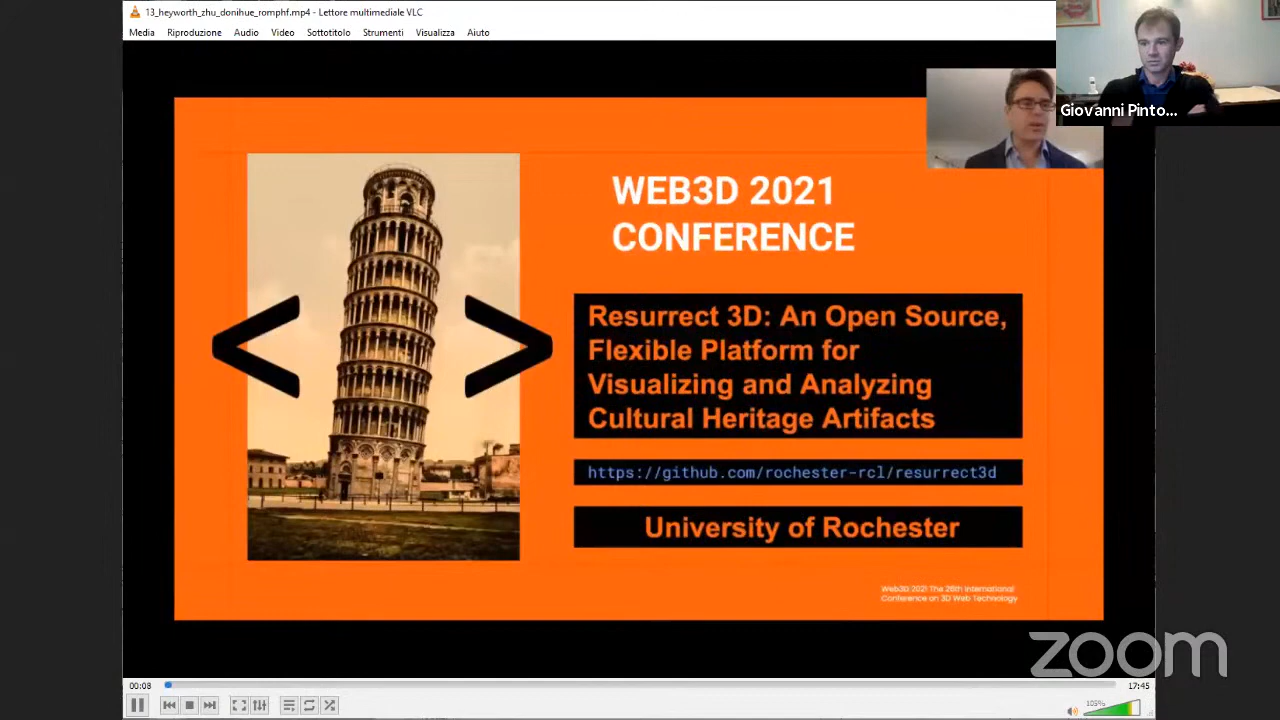 13_heyworth_zhu_donihue_romphf.mp4 - Lettore multimediale VLC
Media Riproduzione Audio Video Sottotitolo Strumenti Visualizza Aiuto
Giovanni Pinto...
WEB3D 2021
CONFERENCE
Resurrect 3D: An Open Source,
Flexible Platform for
Visualizing and Analyzing
Cultural Heritage Artifacts
https://github.com/rochester-rcl/resurrect3d
University of Rochester
Web3D 2021 The 26th International
Conference on 3D Web Technology
zoom
00:08
17:45
105%